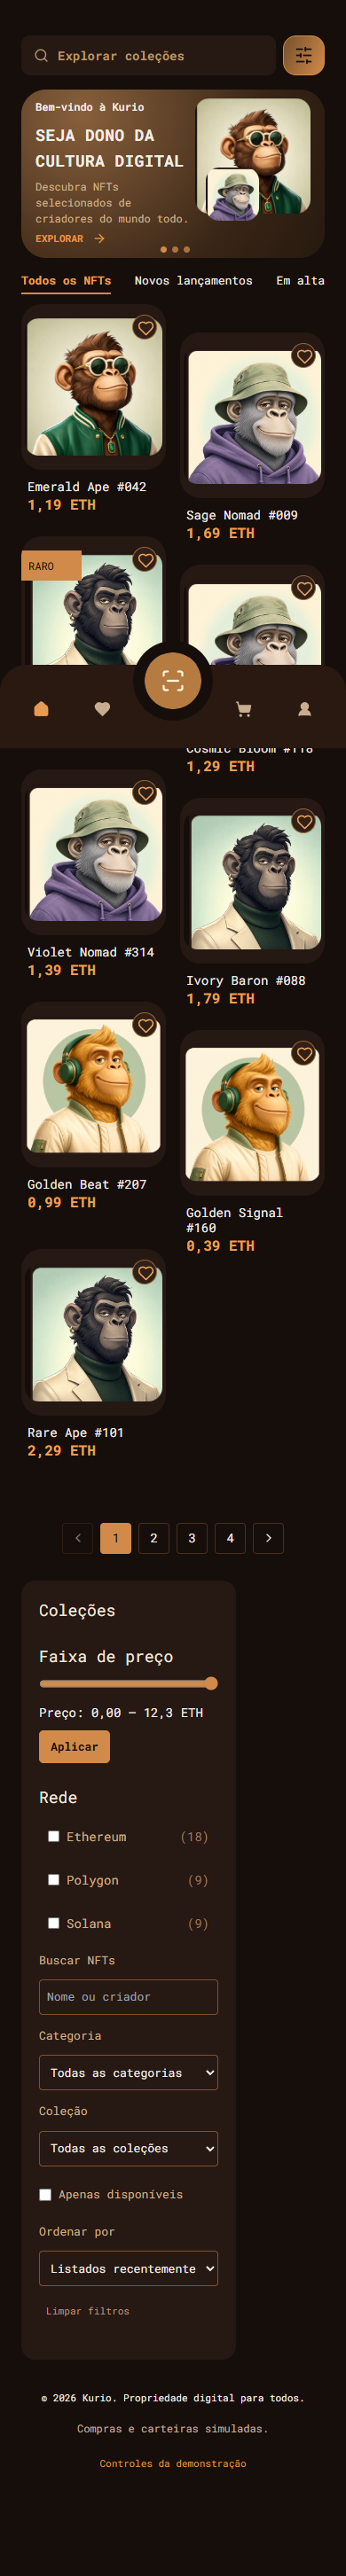 Explorar coleções
Bem-vindo à Kurio
SEJA DONO DA
CULTURA DIGITAL
Descubra NFTs
selecionados de
criadores do mundo todo.
EXPLORAR
Todos os NFTs
Novos lançamentos
Em alta
Emerald Ape #042
1,19 ETH
Sage Nomad #009
1,69 ETH
RARO
Cosmic Bloom #118
1,29 ETH
Violet Nomad #314
1,39 ETH
Ivory Baron #088
1,79 ETH
Golden Beat #207
0,99 ETH
Golden Signal
#160
0,39 ETH
Rare Ape #101
2,29 ETH
1
2
3
4
Coleções
Faixa de preço
Preço: 0,00 — 12,3 ETH
Aplicar
Rede
Ethereum (18)
Polygon (9)
Solana (9)
Buscar NFTs
Nome ou criador
Categoria
Todas as categorias
Coleção
Todas as coleções
Apenas disponíveis
Ordenar por
Listados recentemente
Limpar filtros
© 2026 Kurio. Propriedade digital para todos.
Compras e carteiras simuladas.
Controles da demonstração